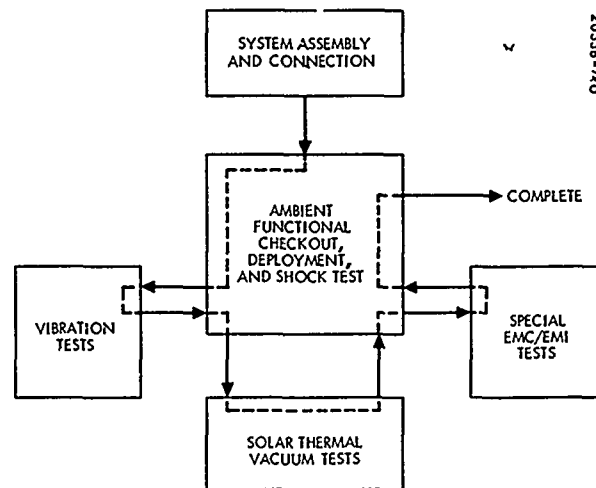 SYSTEM ASSEMBLY
AND CONNECTION
AMBIENT
FUNCTIONAL
CHECKOUT,
DEPLOYMENT,
AND SHOCK TEST
COMPLETE
VIBRATION
TESTS
SPECIAL
EMC/EMI
TESTS
SOLAR THERMAL
VACUUM TESTS